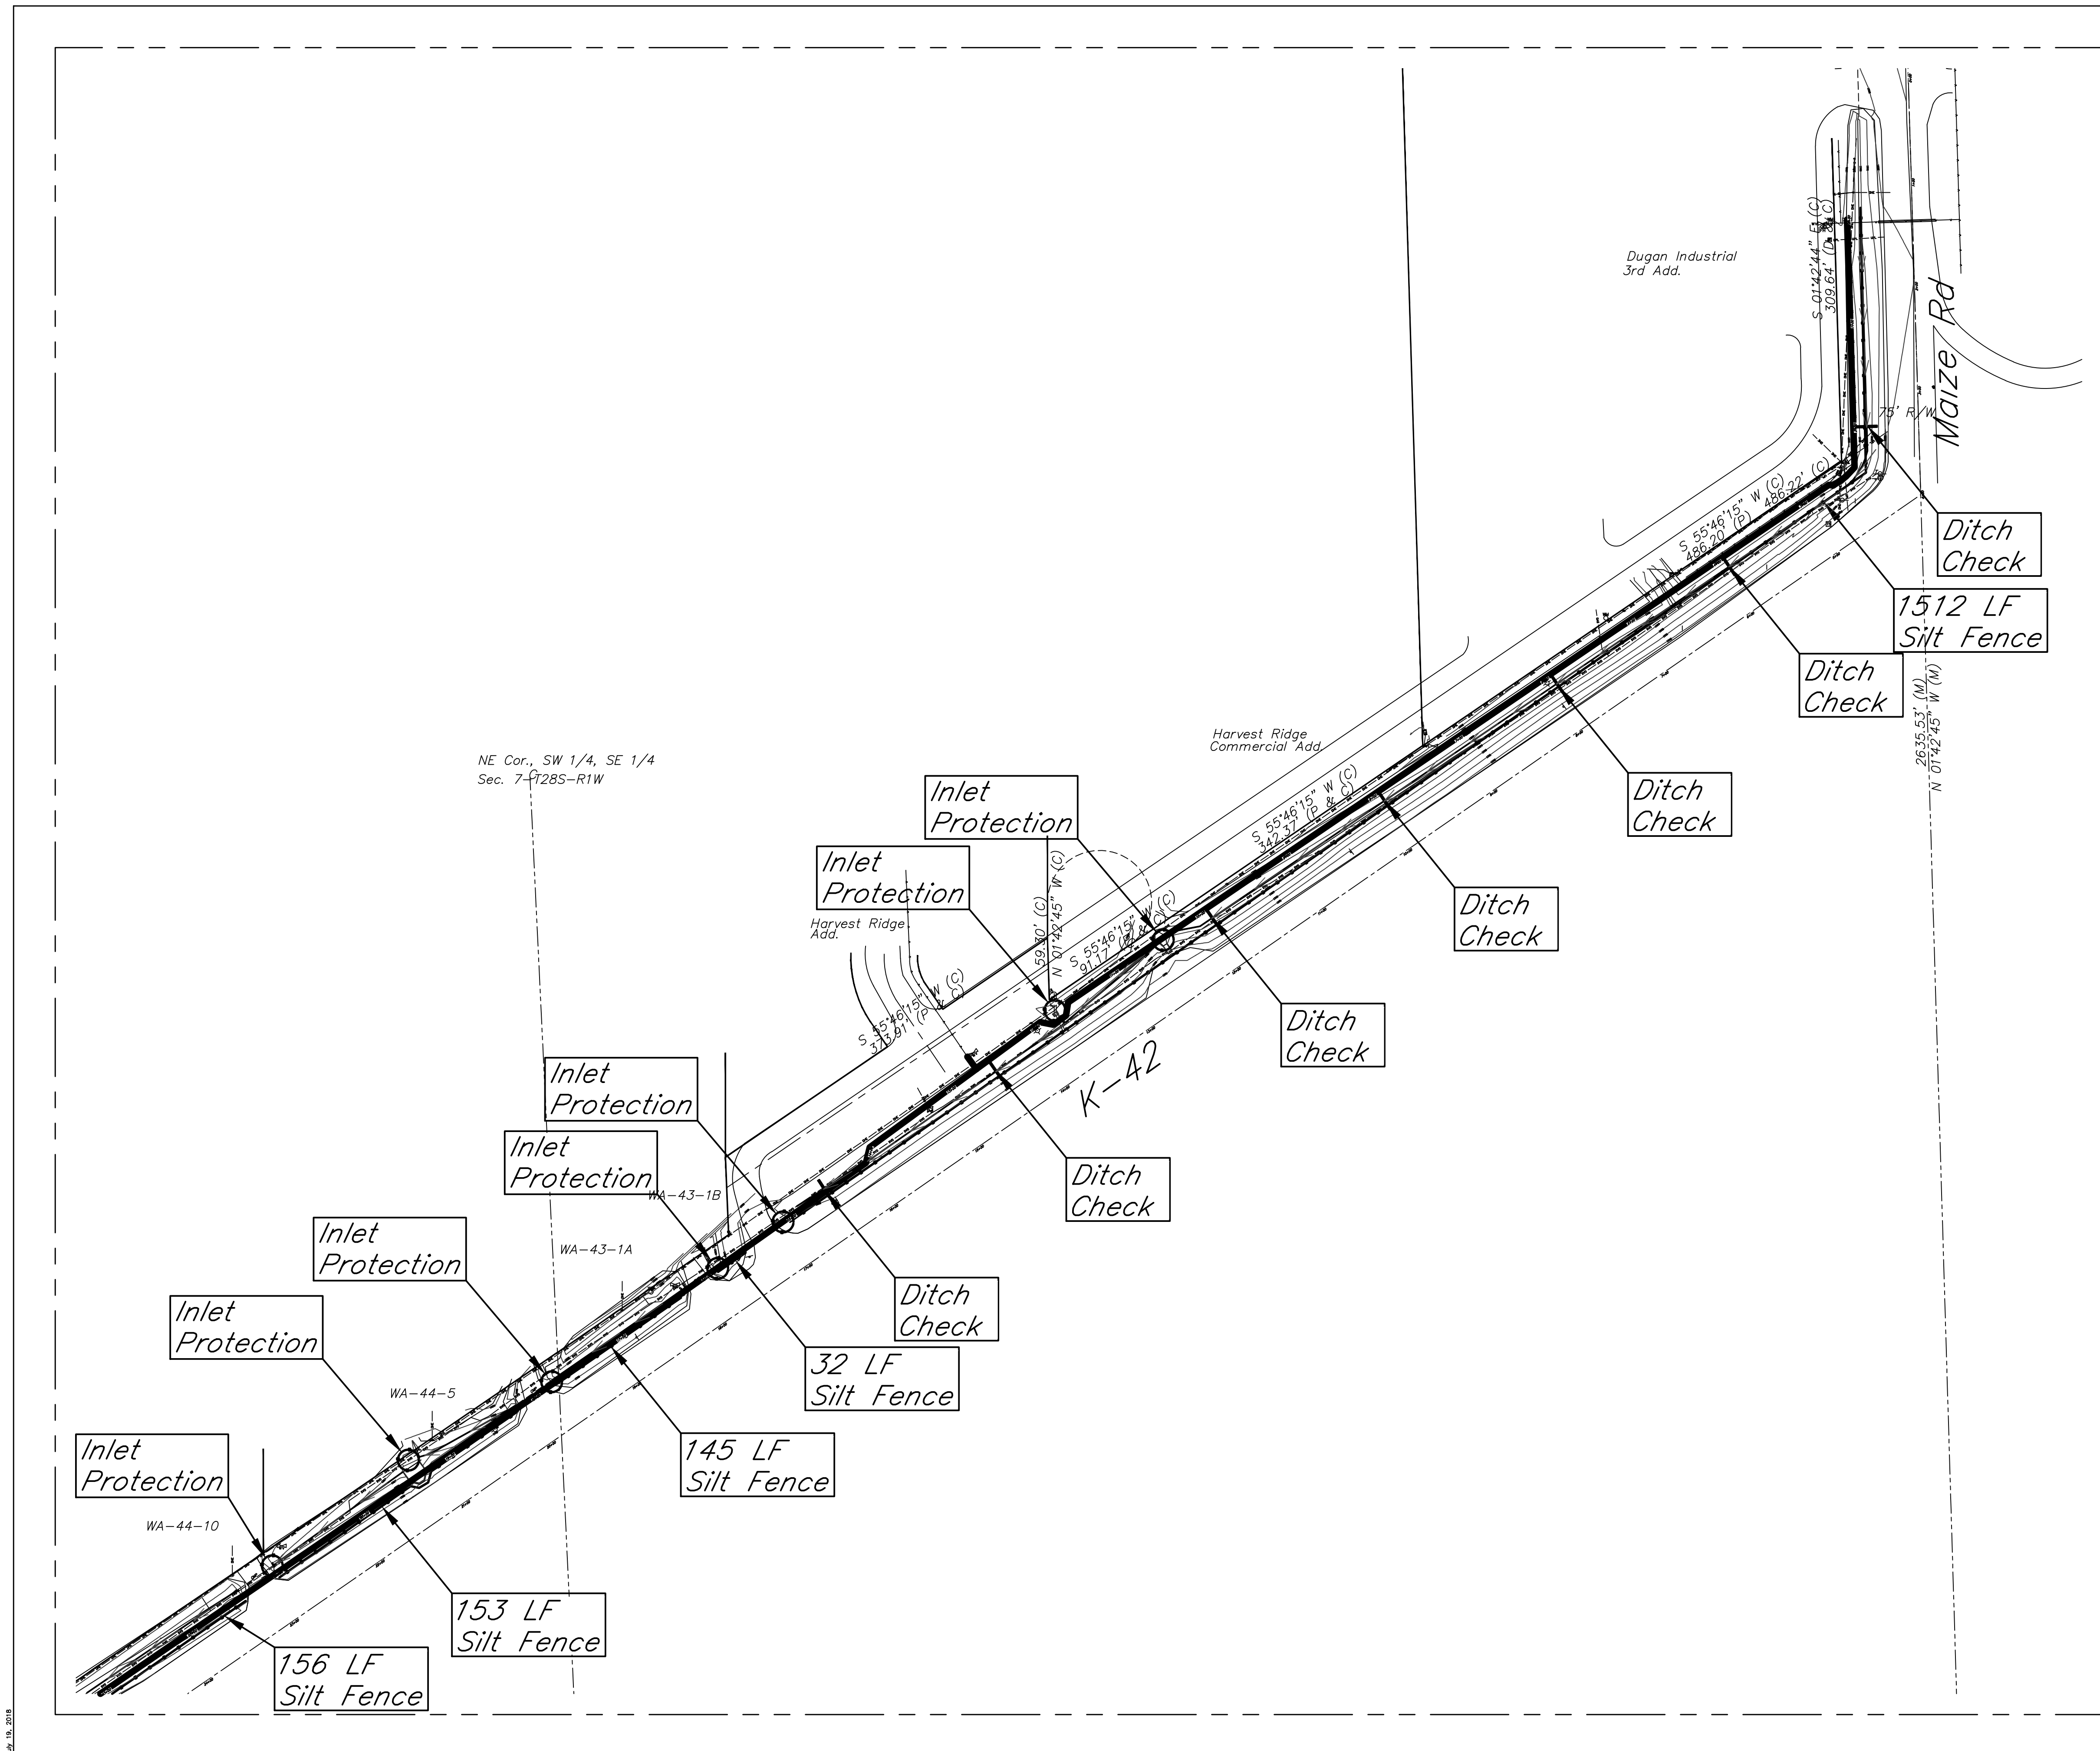 Dugan Industrial
3rd Add.
S 01°42'44" E (C)
309.64' (D & C)
Maize Rd
75' R/W
S 55°46'15" W (C)
486.20' (P)
486.22' (C)
Ditch
Check
1512 LF
Silt Fence
Ditch
Check
2635.53' (M)
N 01°42'45" W (M)
Harvest Ridge
Commercial Add.
NE Cor., SW 1/4, SE 1/4
Sec. 7-T28S-R1W
Ditch
Check
Inlet
Protection
S 55°46'15" W (C)
342.37' (P & C)
Inlet
Protection
59.30' (C)
N 01°42'45" W (C)
S 55°46'15" W (C)
91.17' (P & C)
Ditch
Check
Harvest Ridge
Add.
S 55°46'15" W (C)
373.91' (P & C)
Ditch
Check
K-42
Inlet
Protection
Inlet
Protection
Ditch
Check
WA-43-1B
Inlet
Protection
WA-43-1A
Ditch
Check
Inlet
Protection
32 LF
Silt Fence
WA-44-5
Inlet
Protection
145 LF
Silt Fence
WA-44-10
153 LF
Silt Fence
156 LF
Silt Fence
19, 2018